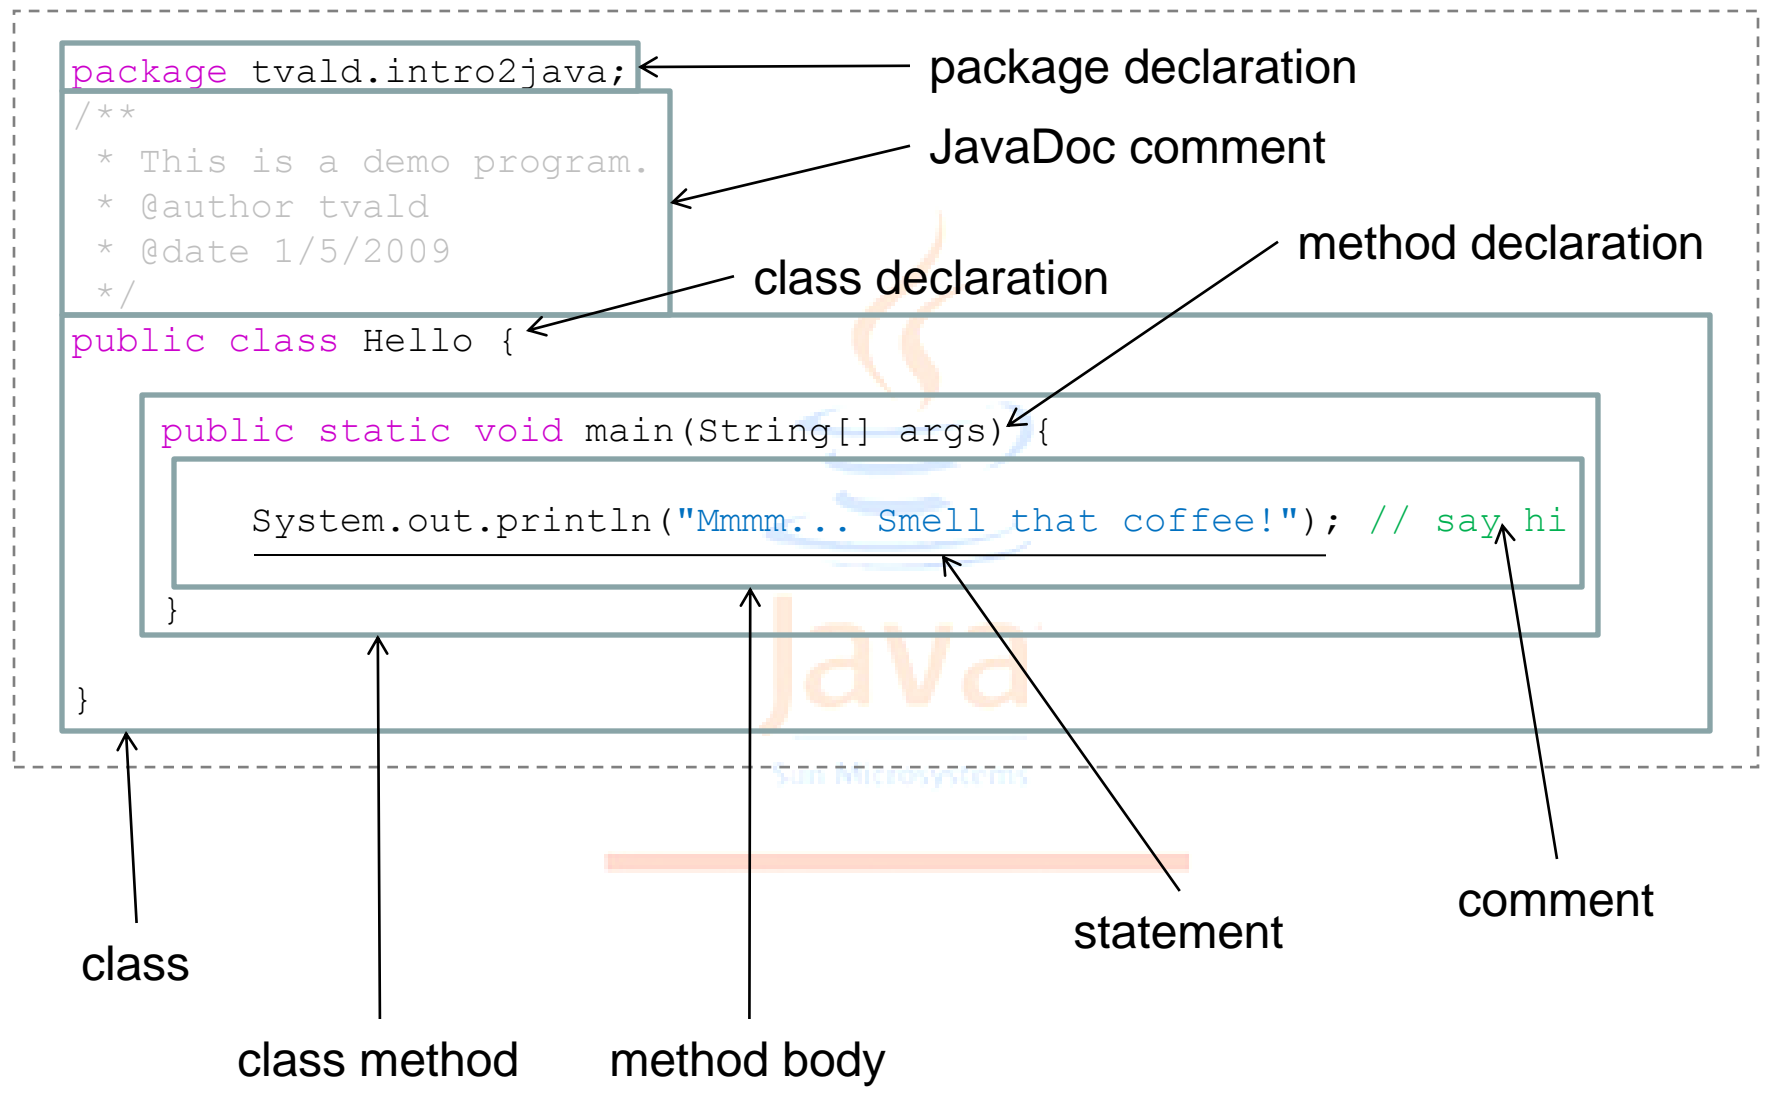 package tvald.intro2java;
package declaration
/**
 * This is a demo program.
JavaDoc comment
 * @author tvald
 * @date 1/5/2009
method declaration
class declaration
 */
public class Hello {
public static void main(String[] args) {
System.out.println("Mmmm... Smell that coffee!"); // say hi
}
Java
}
Sun Microsystems
comment
statement
class
class method
method body